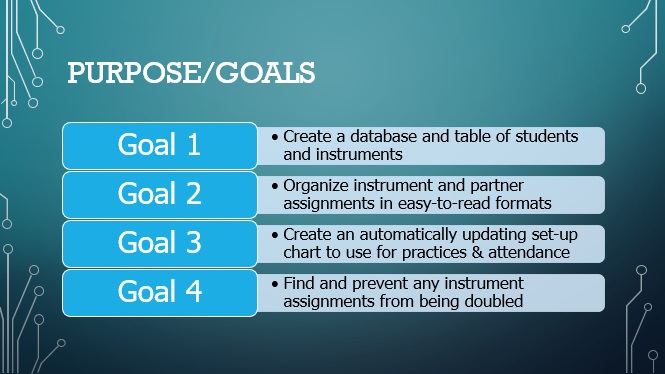 PURPOSE/GOALS
Goal 1
• Create a database and table of students
and instruments
Goal 2
• Organize instrument and partner
assignments in easy-to-read formats
Goal 3
• Create an automatically updating set-up
chart to use for practices & attendance
Goal 4
• Find and prevent any instrument
assignments from being doubled